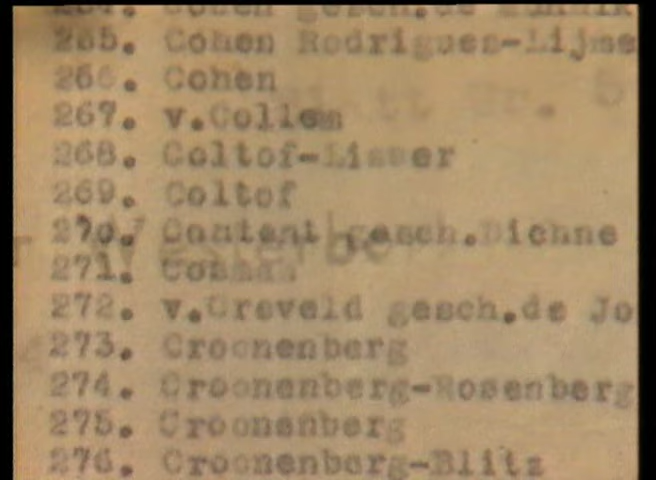 265. Cohen Rodrigues-Lijme
266. Cohen
267. v.Collem
268. Coltof-Lisser
269. Coltof
270. Content gesch.
271.
272. v.Creveld gesch.de Jo
273. Croonenberg
274. Croonenberg-Rosenberg
275. Croonenberg
276. Croonenberg-Blitz